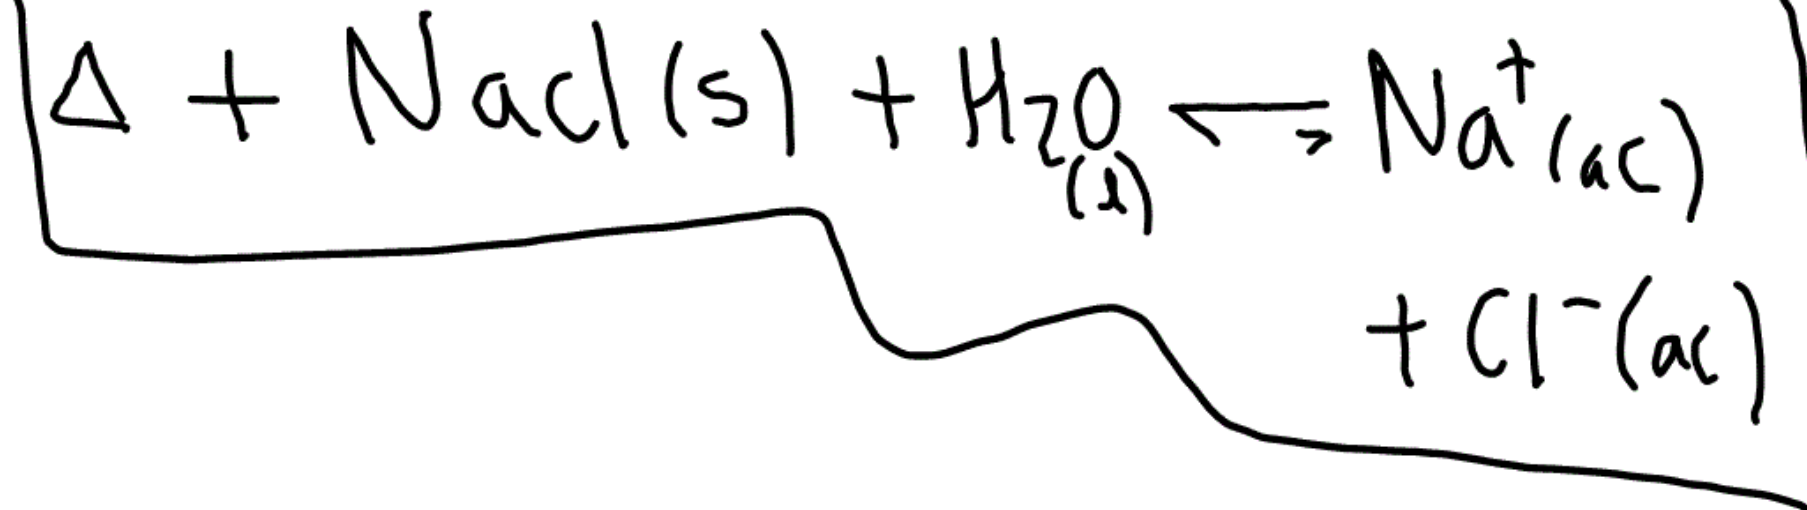 Δ + NaCl (s) + H₂O (l) ⇌ Na⁺ (ac)
+ Cl⁻ (ac)